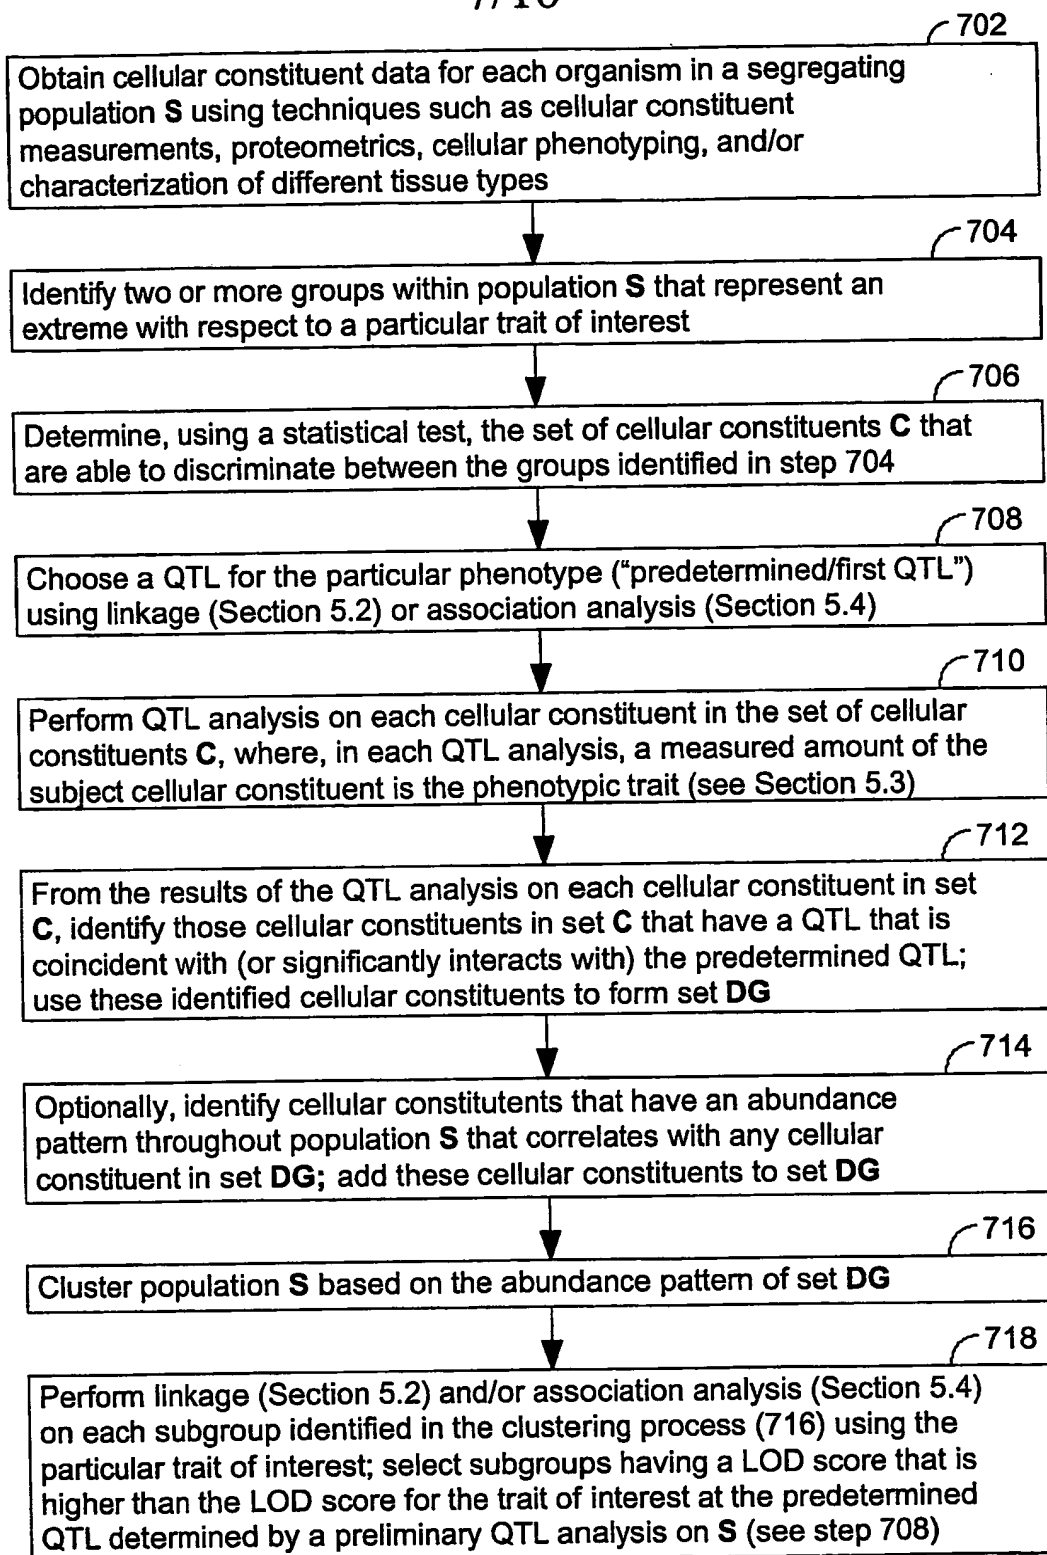 702
Obtain cellular constituent data for each organism in a segregating
population S using techniques such as cellular constituent
measurements, proteometrics, cellular phenotyping, and/or
characterization of different tissue types
704
Identify two or more groups within population S that represent an
extreme with respect to a particular trait of interest
706
Determine, using a statistical test, the set of cellular constituents C that
are able to discriminate between the groups identified in step 704
708
Choose a QTL for the particular phenotype (“predetermined/first QTL”)
using linkage (Section 5.2) or association analysis (Section 5.4)
710
Perform QTL analysis on each cellular constituent in the set of cellular
constituents C, where, in each QTL analysis, a measured amount of the
subject cellular constituent is the phenotypic trait (see Section 5.3)
712
From the results of the QTL analysis on each cellular constituent in set
C, identify those cellular constituents in set C that have a QTL that is
coincident with (or significantly interacts with) the predetermined QTL;
use these identified cellular constituents to form set DG
714
Optionally, identify cellular constitutents that have an abundance
pattern throughout population S that correlates with any cellular
constituent in set DG; add these cellular constituents to set DG
716
Cluster population S based on the abundance pattern of set DG
718
Perform linkage (Section 5.2) and/or association analysis (Section 5.4)
on each subgroup identified in the clustering process (716) using the
particular trait of interest; select subgroups having a LOD score that is
higher than the LOD score for the trait of interest at the predetermined
QTL determined by a preliminary QTL analysis on S (see step 708)